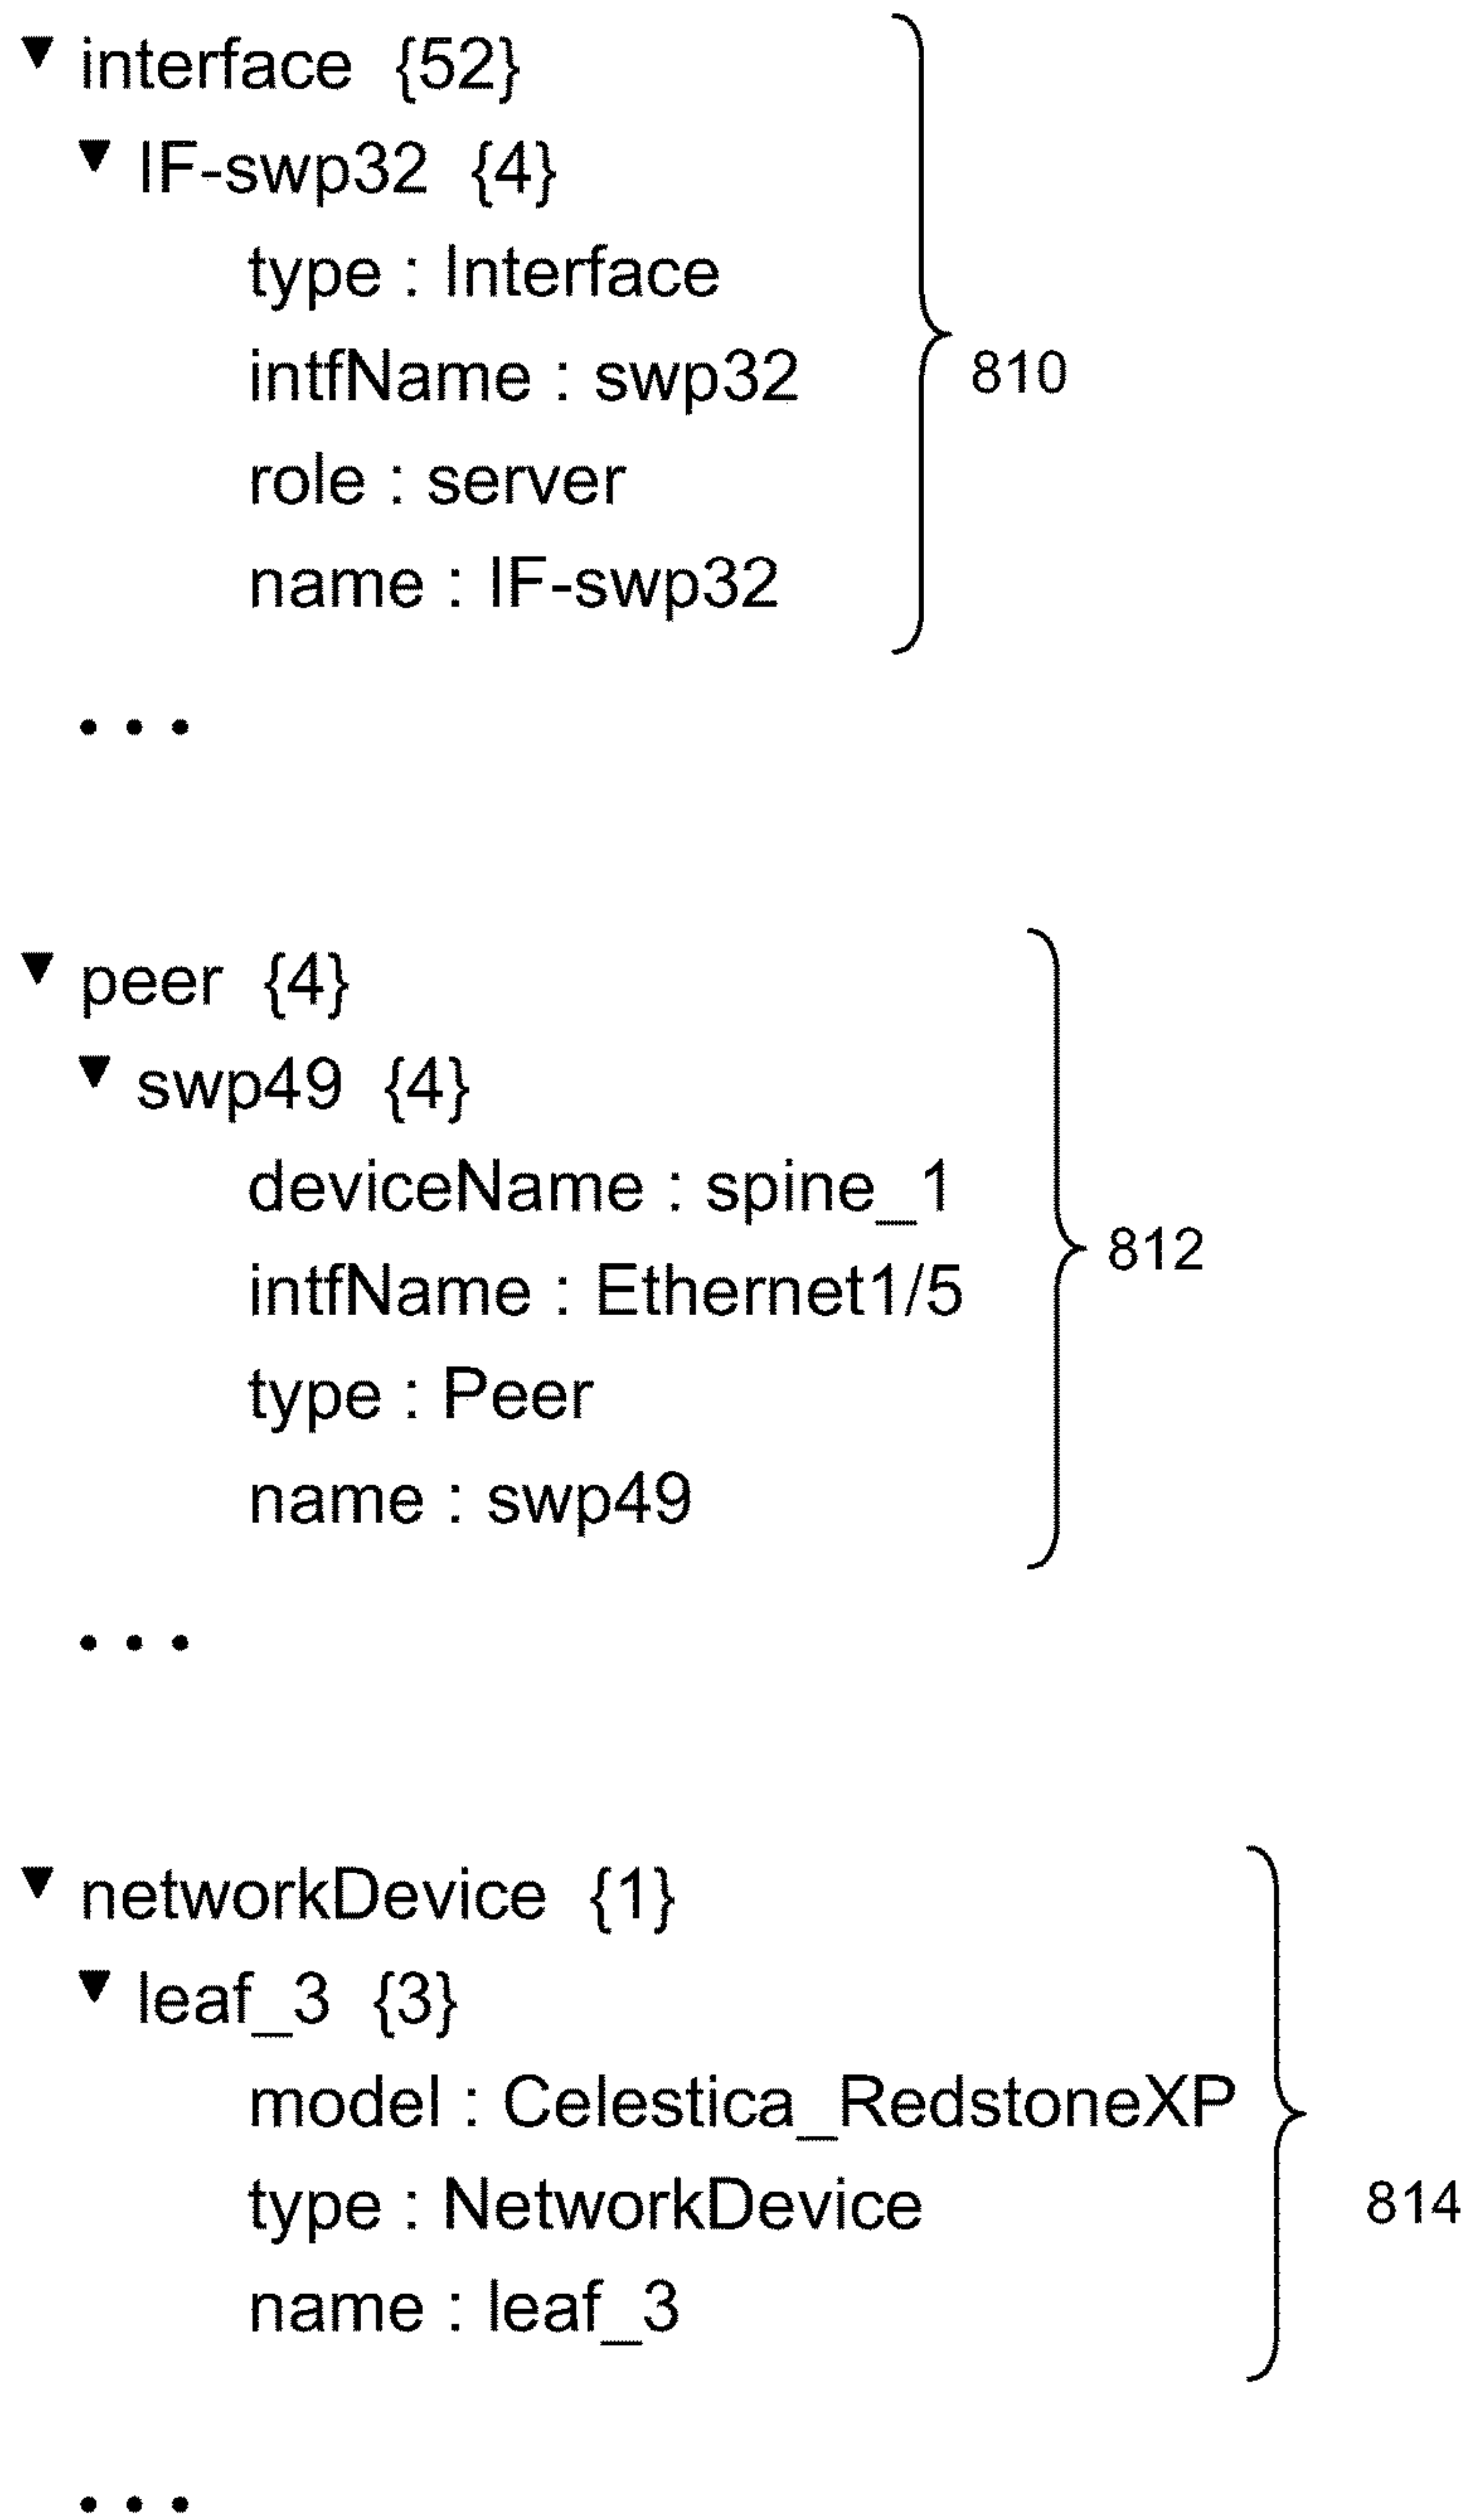 ▼ interface {52}
▼ IF-swp32 {4}
type : Interface
intfName : swp32
810
role : server
name : IF-swp32
...
▼ peer {4}
▼ swp49 {4}
deviceName : spine_1
812
intfName : Ethernet1/5
type : Peer
name : swp49
...
▼ networkDevice {1}
▼ leaf_3 {3}
model : Celestica_RedstoneXP
type : NetworkDevice
814
name : leaf_3
...